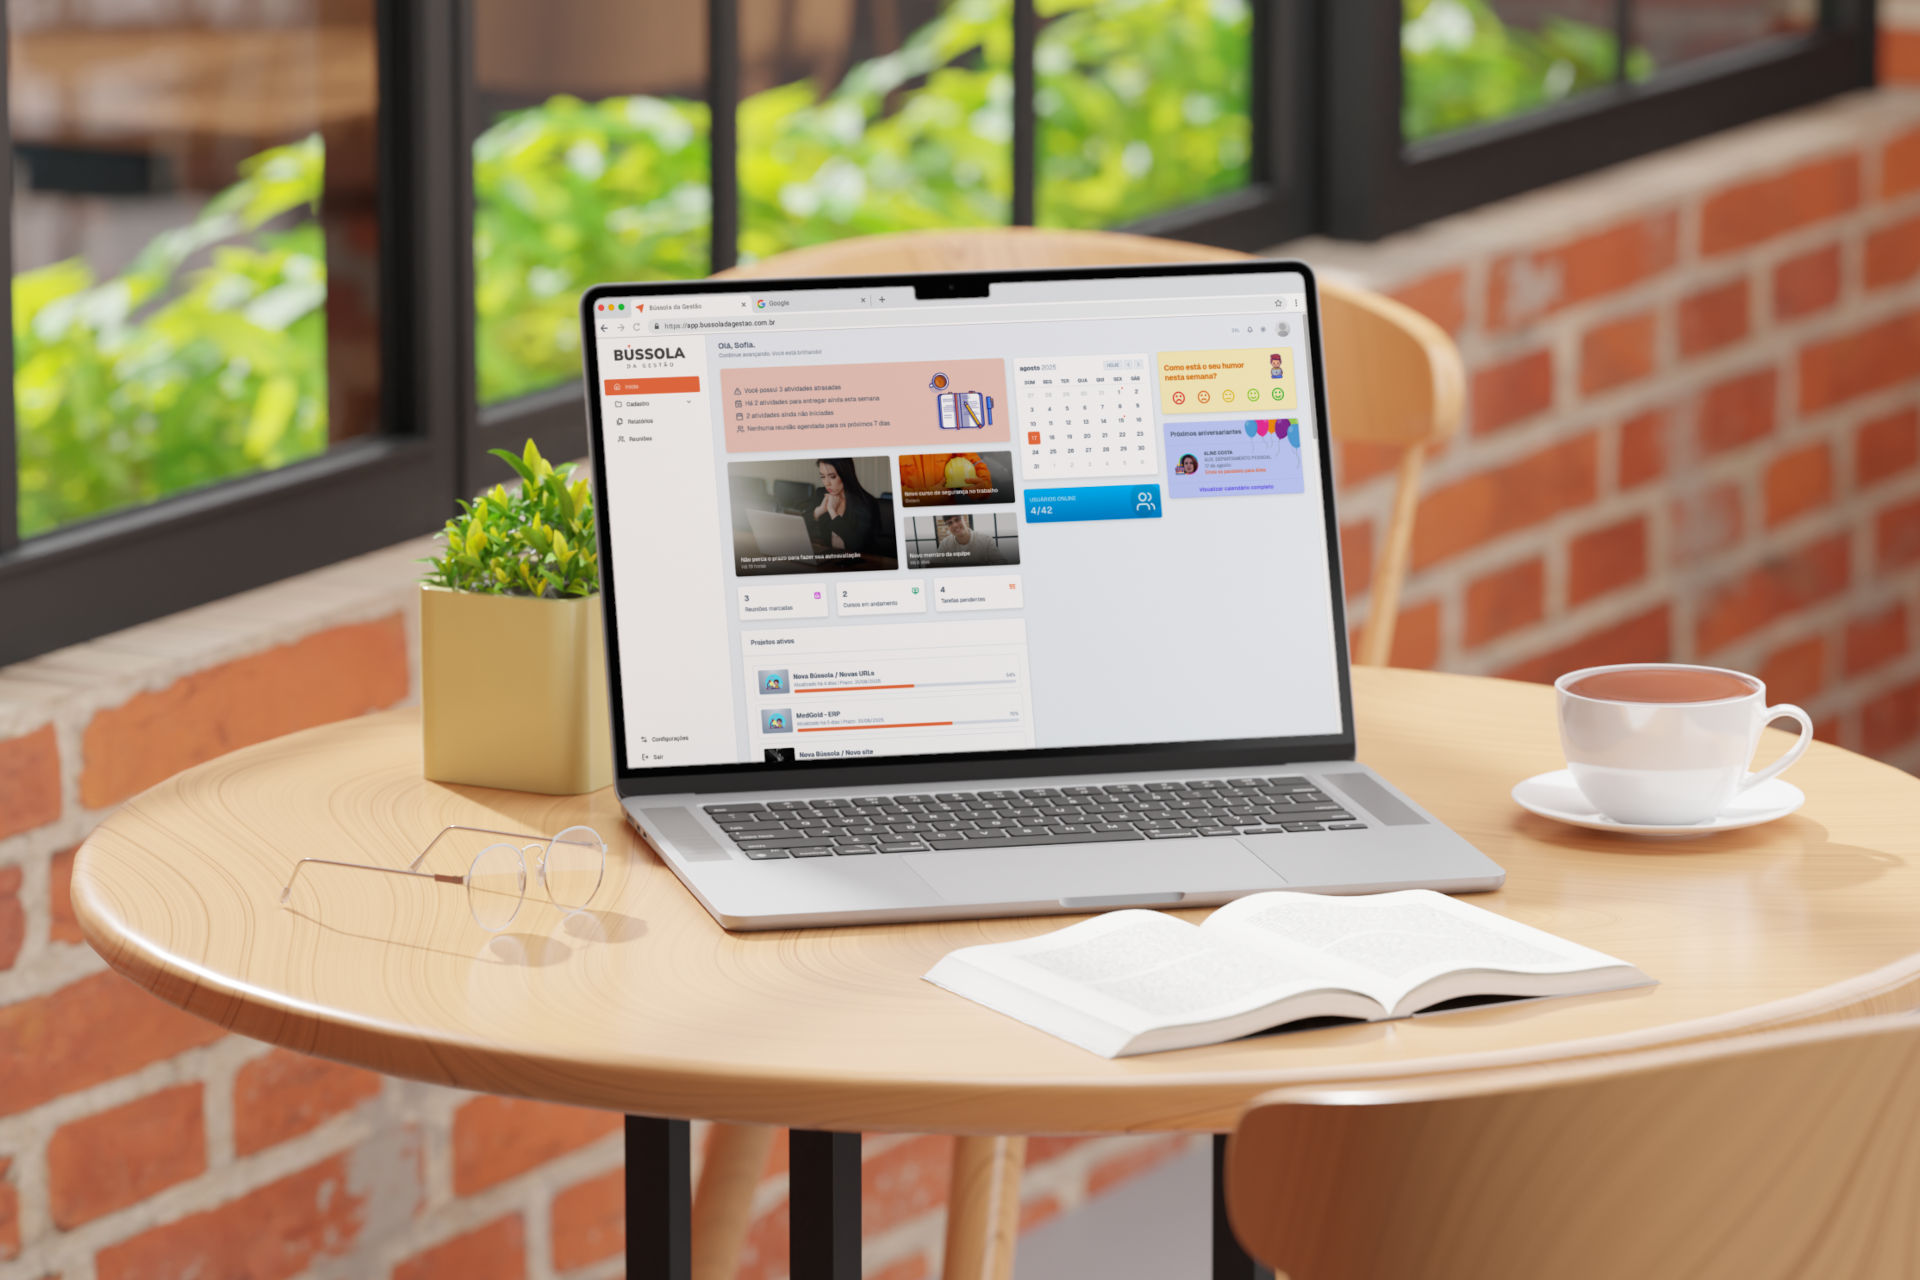 Bússola da Gestão
Google
https://app.bussoladagestao.com.br
BÚSSOLA
DA GESTÃO
Início
Cadastro
Relatórios
Reuniões
Configurações
Sair
Olá, Sofia.
Continue avançando. Você está brilhando!
Você possui 3 atividades atrasadas
Há 2 atividades para entregar ainda esta semana
2 atividades ainda não iniciadas
Nenhuma reunião agendada para os próximos 7 dias
Não perca o prazo para fazer sua autoavaliação
Há 19 horas
Novo curso de segurança no trabalho
Novo membro da equipe
3
Reuniões marcadas
2
Cursos em andamento
4
Tarefas pendentes
Projetos ativos
Nova Bússola / Novas URLs
MedGold - ERP
Nova Bússola / Novo site
agosto 2025
HOJE
DOM SEG TER QUA QUI SEX SÁB
27 28 29 30 31 1 2
3 4 5 6 7 8 9
10 11 12 13 14 15 16
17 18 19 20 21 22 23
24 25 26 27 28 29 30
31 1 2 3 4 5 6
USUÁRIOS ONLINE
4/42
Como está o seu humor
nesta semana?
Próximos aniversariantes
ALINE COSTA
17 de agosto
Visualizar calendário completo